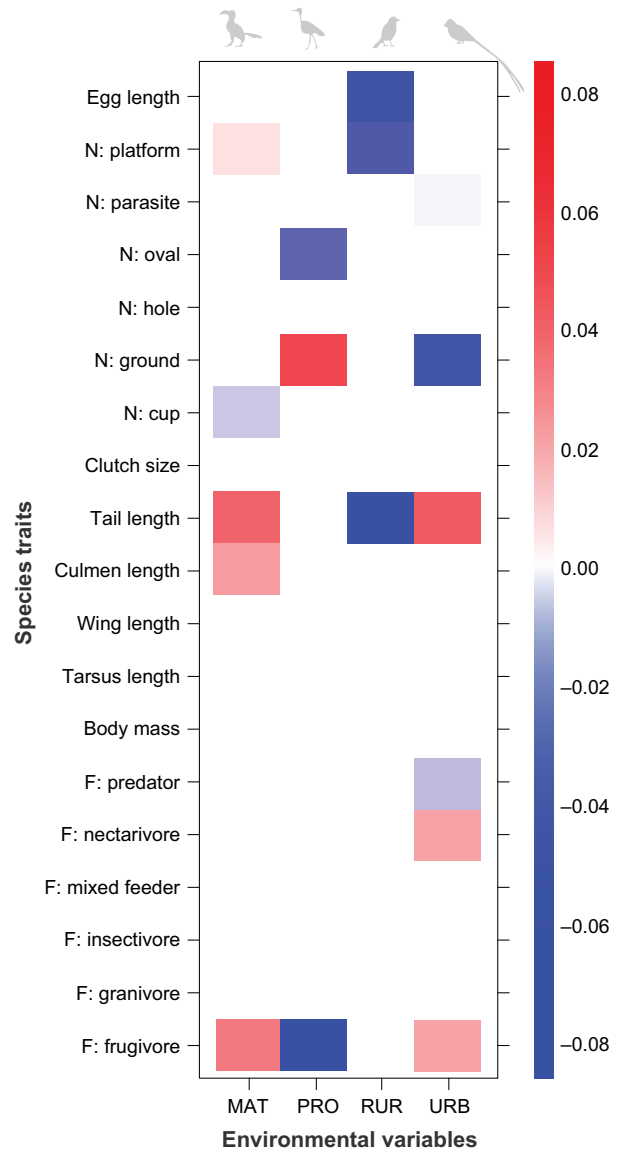 Egg length
N: platform
N: parasite
N: oval
N: hole
N: ground
N: cup
Clutch size
Tail length
Culmen length
Wing length
Tarsus length
Body mass
F: predator
F: nectarivore
F: mixed feeder
F: insectivore
F: granivore
F: frugivore
Species traits
MAT PRO RUR URB
Environmental variables
0.08
0.06
0.04
0.02
0.00
–0.02
–0.04
–0.06
–0.08